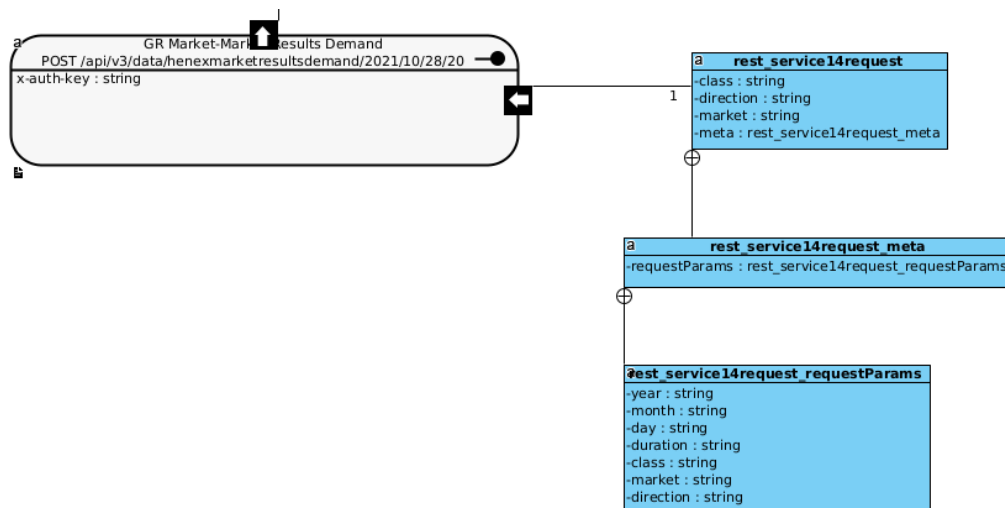 a
GR Market-Mark Results Demand
POST /api/v3/data/henexmarketresultsdemand/2021/10/28/20
x-auth-key : string
1
a
rest_service14request
-class : string
-direction : string
-market : string
-meta : rest_service14request_meta
a
rest_service14request_meta
-requestParams : rest_service14request_requestParams
a
rest_service14request_requestParams
-year : string
-month : string
-day : string
-duration : string
-class : string
-market : string
-direction : string